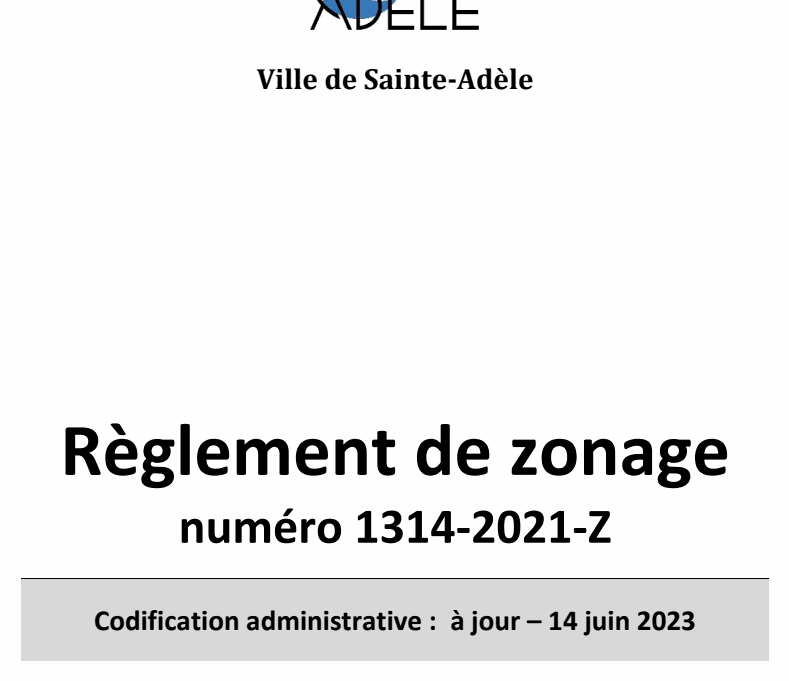 ADÈLE
Ville de Sainte-Adèle
Règlement de zonage
numéro 1314-2021-Z
Codification administrative : à jour – 14 juin 2023